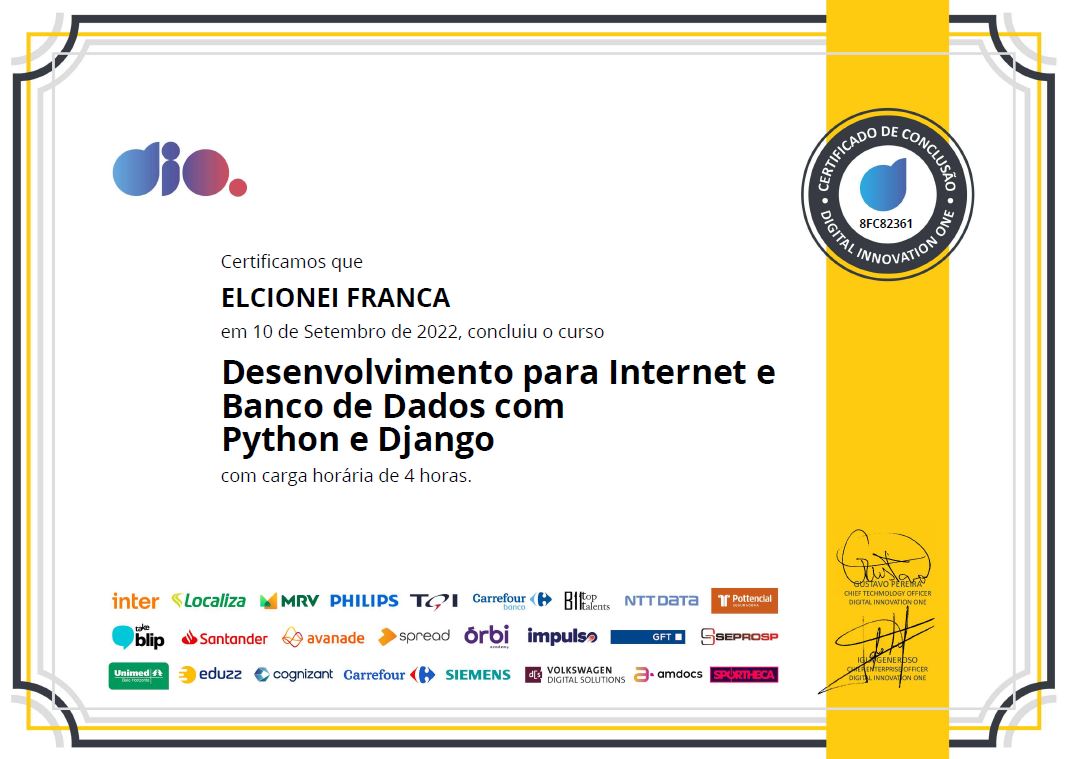 dio.
CERTIFICADO DE CONCLUSÃO
8FC82361
DIGITAL INNOVATION ONE
Certificamos que
ELCIONEI FRANCA
em 10 de Setembro de 2022, concluiu o curso
Desenvolvimento para Internet e
Banco de Dados com
Python e Django
com carga horária de 4 horas.
GUSTAVO PEREIRA
CHIEF TECHNOLOGY OFFICER
DIGITAL INNOVATION ONE
inter Localiza MRV PHILIPS TQI Carrefour banco top talents NTT DATA Pottencial SEGURADORA
take blip Santander avanade spread órbi academy impulso GFT SEPROSP
Unimed Belo Horizonte eduzz cognizant Carrefour SIEMENS VOLKSWAGEN DIGITAL SOLUTIONS amdocs SPORTHECA
GENEROSO
CHIEF ENTERPRISE OFFICER
DIGITAL INNOVATION ONE